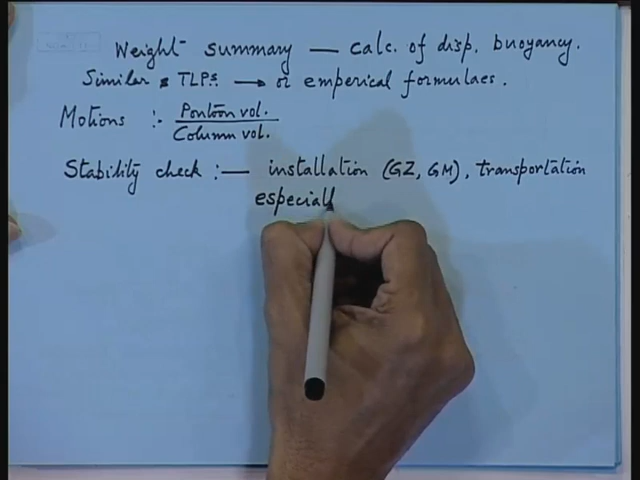 Weight summary — calc. of disp. buoyancy.
Similar TLPs. → or emperical formulaes.
Motions :- Pontoon vol. / Column vol.
Stability check :— installation (GZ, GM), transportation
especiall